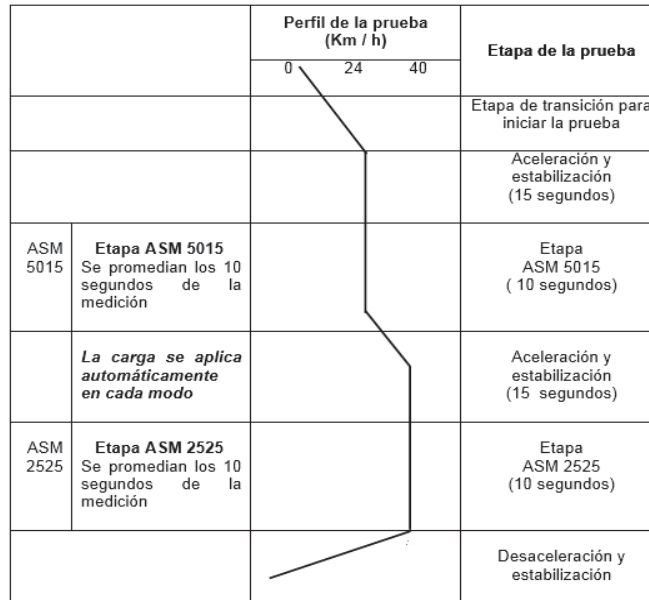 Perfil de la prueba
(Km / h)
Etapa de la prueba
0 24 40
Etapa de transición para
iniciar la prueba
Aceleración y
estabilización
(15 segundos)
ASM
5015
Etapa ASM 5015
Se promedian los 10
segundos de la
medición
Etapa
ASM 5015
( 10 segundos)
La carga se aplica
automáticamente
en cada modo
Aceleración y
estabilización
(15 segundos)
ASM
2525
Etapa ASM 2525
Se promedian los 10
segundos de la
medición
Etapa
ASM 2525
(10 segundos)
Desaceleración y
estabilización